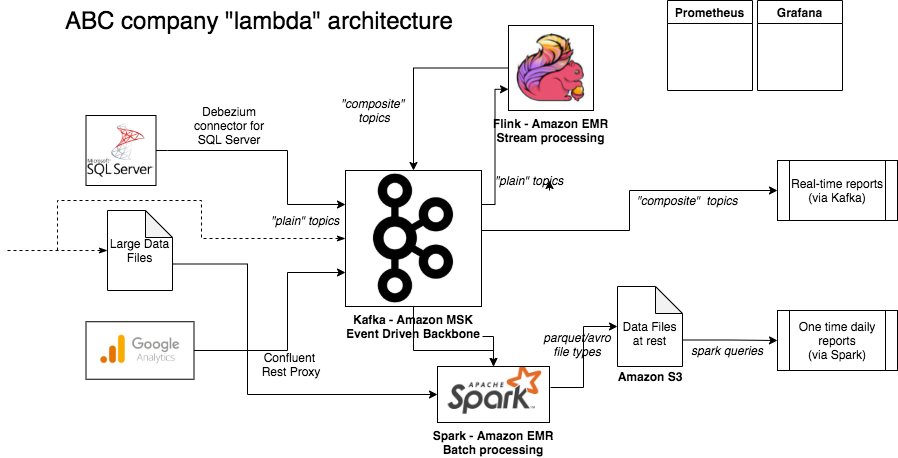 ABC company "lambda" architecture
Prometheus
Grafana
"composite"
topics
Flink - Amazon EMR
Stream processing
Debezium
connector for
SQL Server
Microsoft
SQL Server
"plain" topics
"plain" topics
"composite"  topics
Real-time reports
(via Kafka)
Large Data
Files
Kafka - Amazon MSK
Event Driven Backbone
Google
Analytics
Confluent
Rest Proxy
parquet/avro
file types
Data Files
at rest
Amazon S3
spark queries
One time daily
reports
(via Spark)
APACHE
Spark
Spark - Amazon EMR
Batch processing